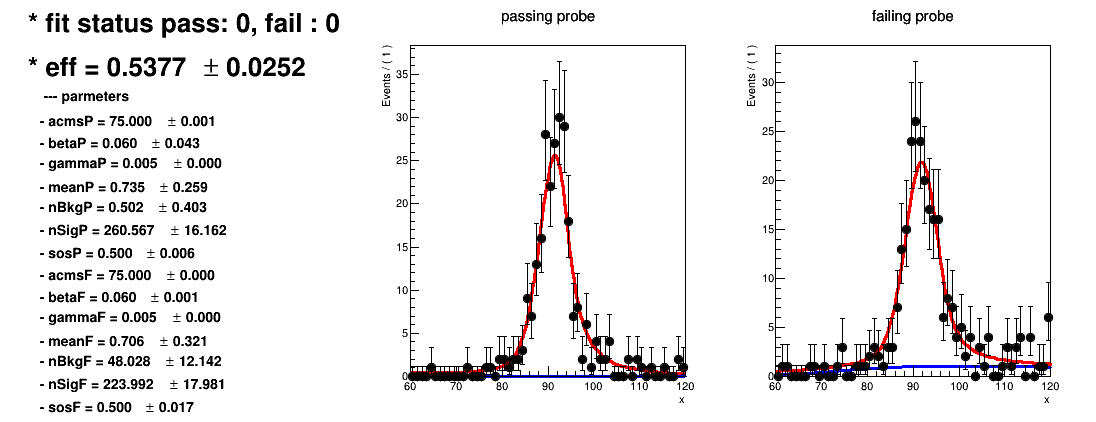 * fit status pass: 0, fail : 0
* eff = 0.5377 ± 0.0252
--- parmeters
- acmsP = 75.000 ± 0.001
- betaP = 0.060 ± 0.043
- gammaP = 0.005 ± 0.000
- meanP = 0.735 ± 0.259
- nBkgP = 0.502 ± 0.403
- nSigP = 260.567 ± 16.162
- sosP = 0.500 ± 0.006
- acmsF = 75.000 ± 0.000
- betaF = 0.060 ± 0.001
- gammaF = 0.005 ± 0.000
- meanF = 0.706 ± 0.321
- nBkgF = 48.028 ± 12.142
- nSigF = 223.992 ± 17.981
- sosF = 0.500 ± 0.017
passing probe
Events / ( 1 )
35
30
25
20
15
10
5
0
60 70 80 90 100 110 120
x
failing probe
Events / ( 1 )
30
25
20
15
10
5
0
60 70 80 90 100 110 120
x